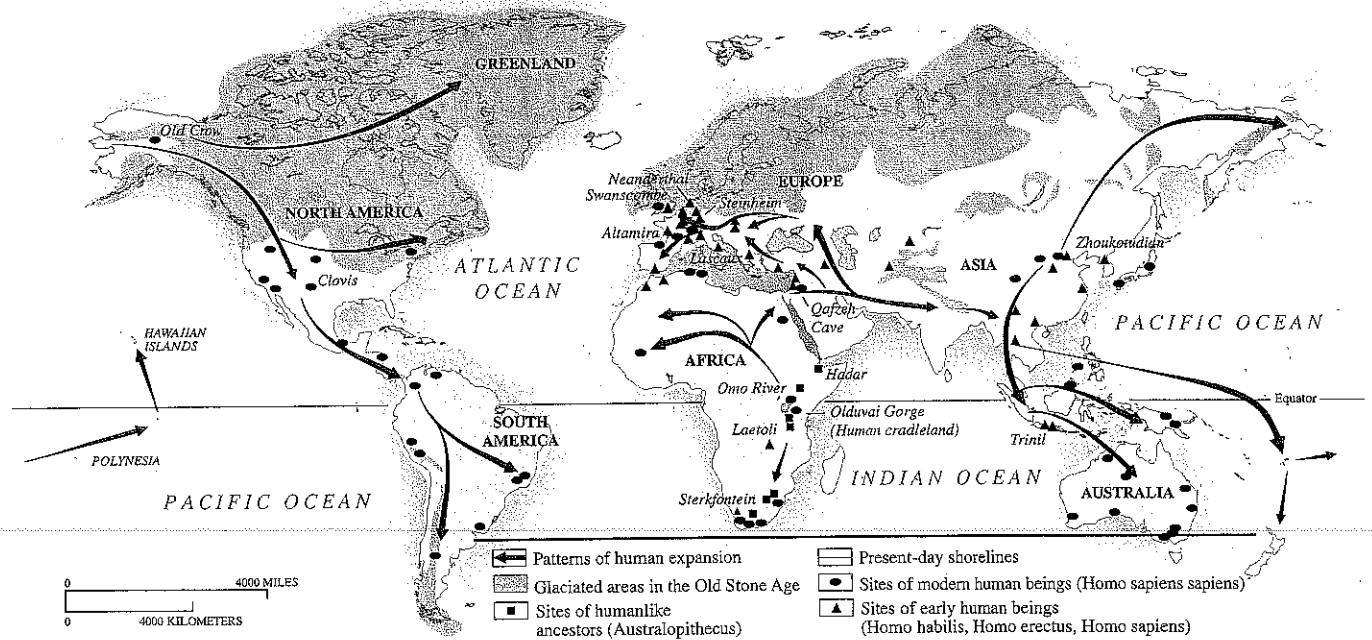 GREENLAND
Old Crow
NORTH AMERICA
Clovis
ATLANTIC
OCEAN
Neanderthal
Swanscombe
Steinheim
EUROPE
Altamira
Lascaux
ASIA
Zhoukoudian
Qafzeh
Cave
PACIFIC OCEAN
HAWAIIAN
ISLANDS
AFRICA
Hadar
Omo River
Equator
Olduvai Gorge
(Human cradleland)
SOUTH
AMERICA
Laetoli
Trinil
POLYNESIA
INDIAN OCEAN
PACIFIC OCEAN
Sterkfontein
AUSTRALIA
Patterns of human expansion
Glaciated areas in the Old Stone Age
Sites of humanlike
ancestors (Australopithecus)
Present-day shorelines
Sites of modern human beings (Homo sapiens sapiens)
Sites of early human beings
(Homo habilis, Homo erectus, Homo sapiens)
0 4000 MILES
0 4000 KILOMETERS